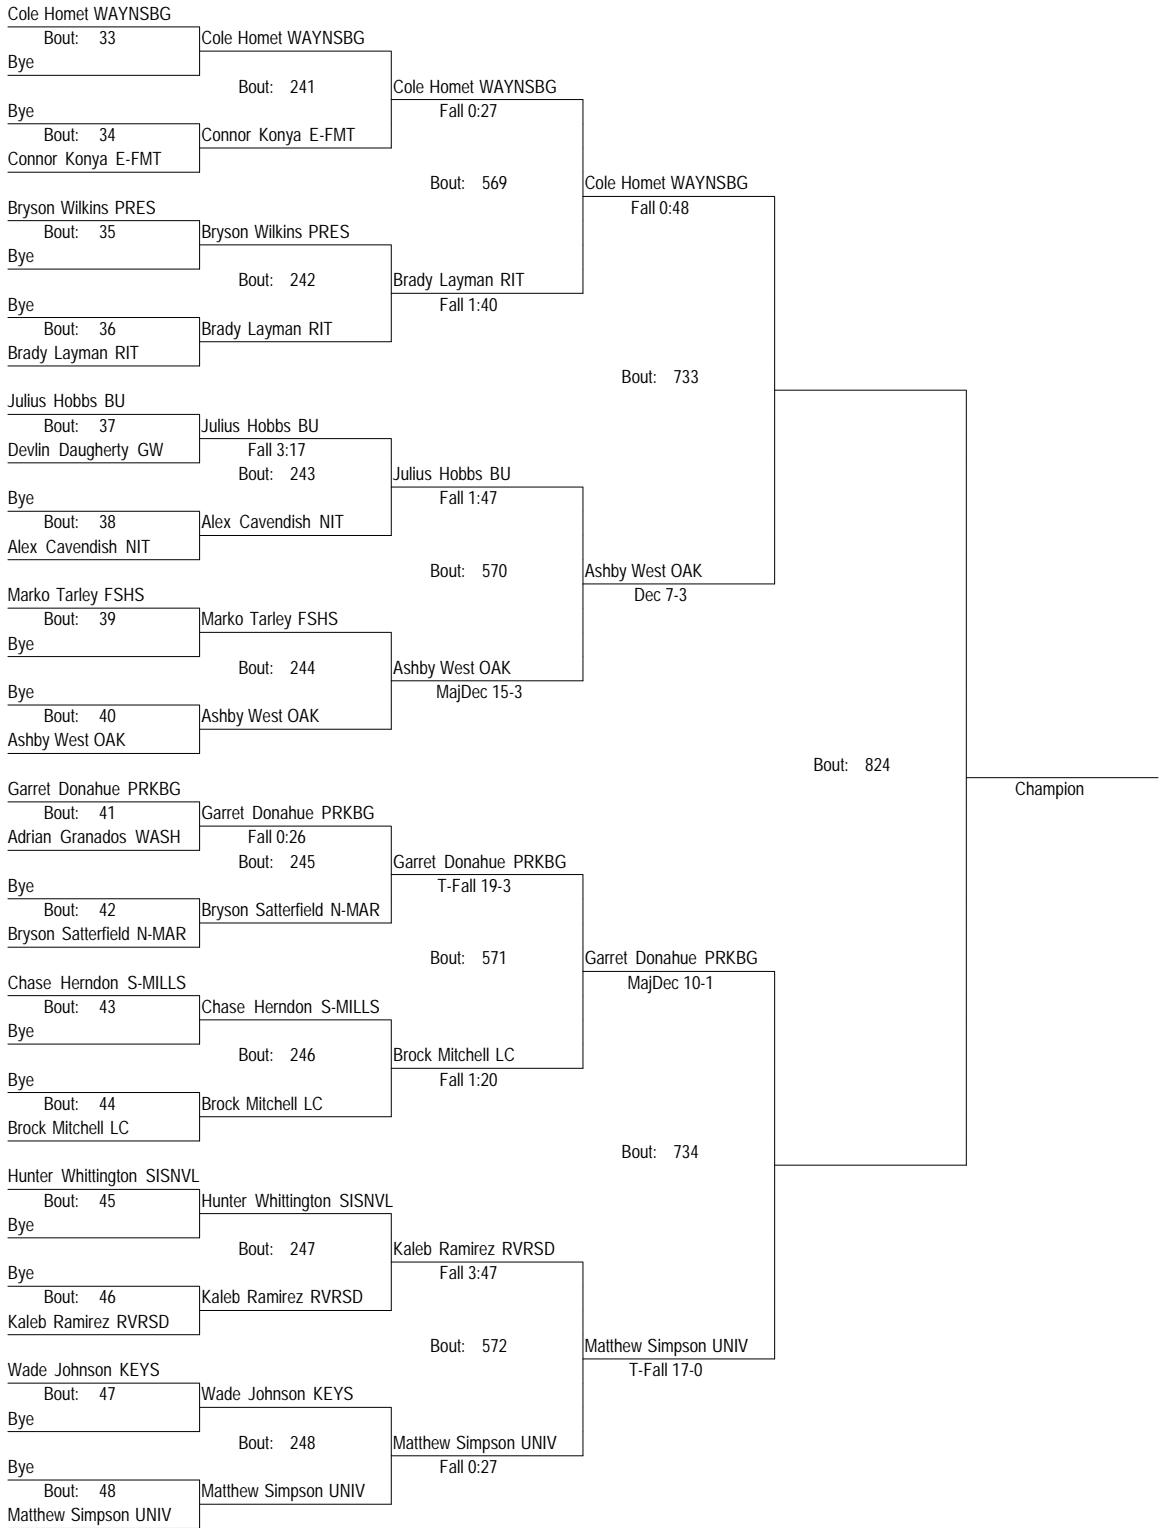 Cole Homet WAYNSBG
Bout: 33
Bye
Cole Homet WAYNSBG
Bout: 241
Bye
Bout: 34
Connor Konya E-FMT
Connor Konya E-FMT
Cole Homet WAYNSBG
Fall 0:27
Bout: 569
Bryson Wilkins PRES
Bout: 35
Bye
Bryson Wilkins PRES
Bout: 242
Bye
Bout: 36
Brady Layman RIT
Brady Layman RIT
Brady Layman RIT
Fall 1:40
Cole Homet WAYNSBG
Fall 0:48
Bout: 733
Julius Hobbs BU
Bout: 37
Devlin Daugherty GW
Julius Hobbs BU
Fall 3:17
Bout: 243
Bye
Bout: 38
Alex Cavendish NIT
Alex Cavendish NIT
Julius Hobbs BU
Fall 1:47
Bout: 570
Marko Tarley FSHS
Bout: 39
Bye
Marko Tarley FSHS
Bout: 244
Bye
Bout: 40
Ashby West OAK
Ashby West OAK
Ashby West OAK
MajDec 15-3
Ashby West OAK
Dec 7-3
Bout: 824
Champion
Garret Donahue PRKBG
Bout: 41
Adrian Granados WASH
Garret Donahue PRKBG
Fall 0:26
Bout: 245
Bye
Bout: 42
Bryson Satterfield N-MAR
Bryson Satterfield N-MAR
Garret Donahue PRKBG
T-Fall 19-3
Bout: 571
Chase Herndon S-MILLS
Bout: 43
Bye
Chase Herndon S-MILLS
Bout: 246
Bye
Bout: 44
Brock Mitchell LC
Brock Mitchell LC
Brock Mitchell LC
Fall 1:20
Garret Donahue PRKBG
MajDec 10-1
Bout: 734
Hunter Whittington SISNVL
Bout: 45
Bye
Hunter Whittington SISNVL
Bout: 247
Bye
Bout: 46
Kaleb Ramirez RVRSD
Kaleb Ramirez RVRSD
Kaleb Ramirez RVRSD
Fall 3:47
Bout: 572
Wade Johnson KEYS
Bout: 47
Bye
Wade Johnson KEYS
Bout: 248
Bye
Bout: 48
Matthew Simpson UNIV
Matthew Simpson UNIV
Matthew Simpson UNIV
Fall 0:27
Matthew Simpson UNIV
T-Fall 17-0